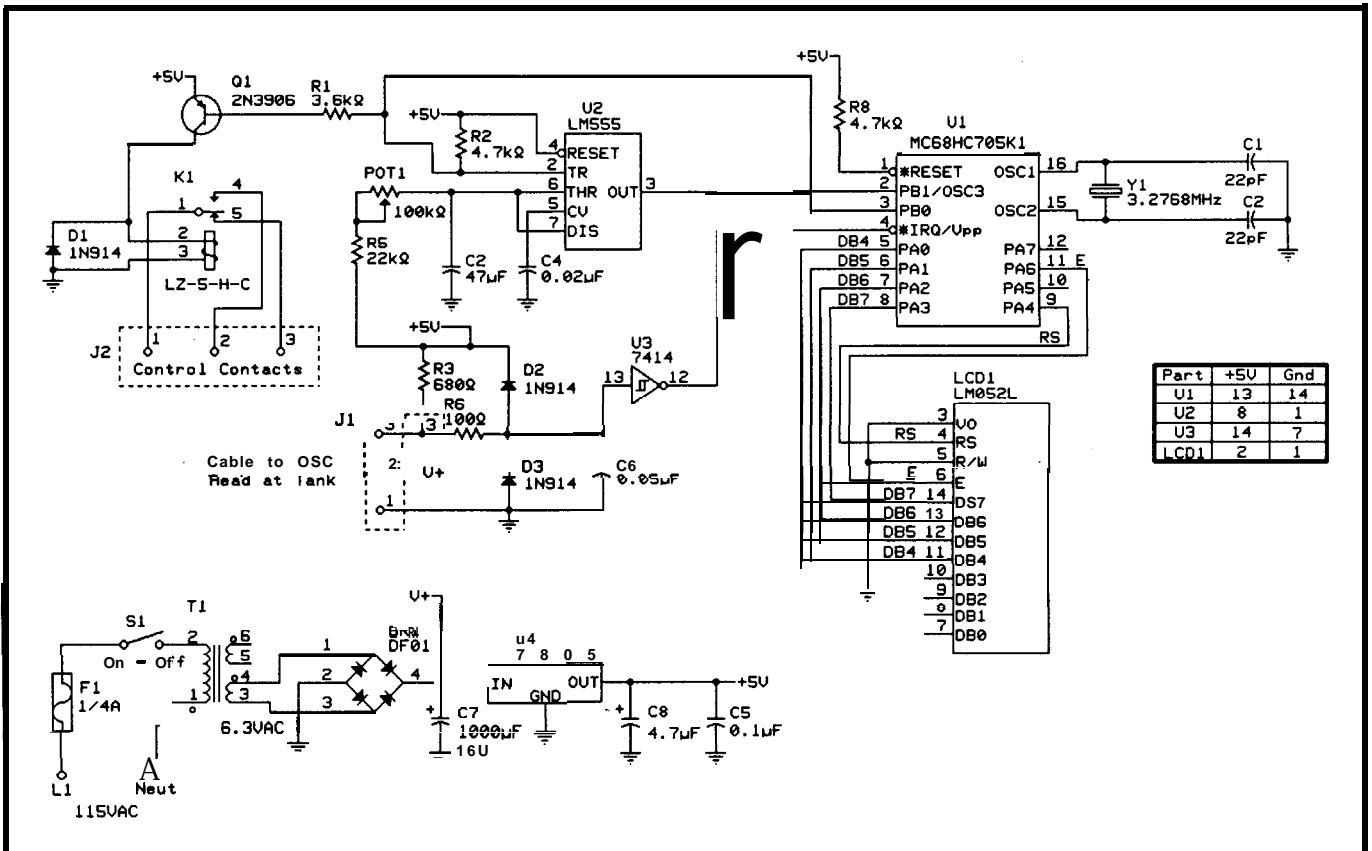 +5V
Q1
2N3906
R1
3.6kΩ
+5V
R2
4.7kΩ
U2
LM555
4 RESET
2 TR
6 THR OUT 3
5 CV
7 DIS
POT1
100kΩ
R5
22kΩ
C2
47µF
C4
0.02µF
K1
1
4
5
2
3
D1
1N914
LZ-5-H-C
J2
1
2
3
Control Contacts
+5V
R8
4.7kΩ
U1
MC68HC705K1
1 *RESET OSC1 16
2 PB1/OSC3
3 PB0 OSC2 15
4 *IRQ/Vpp
DB4 5 PA0 PA7 12
DB5 6 PA1 PA6 11 E
DB6 7 PA2 PA5 10
DB7 8 PA3 PA4 9
RS
C1
22pF
Y1
3.2768MHz
C2
22pF
+5V
R3
680Ω
D2
1N914
U3
7414
13
12
r
R6
100Ω
J1
3
3
2:
V+
1
Cable to OSC
Head at
D3
1N914
C6
0.05µF
LCD1
LM052L
3 VO
RS 4 RS
5 R/W
E 6 E
DB7 14 DS7
DB6 13 DB6
DB5 12 DB5
DB4 11 DB4
10 DB3
9 DB2
DB1
7 DB0
Part +5V Gnd
U1 13 14
U2 8 1
U3 14 7
LCD1 2 1
S1
On - Off
T1
2
1
6
5
4
3
6.3VAC
F1
1/4A
L1
A
Neut
115VAC
1
2
3
4
DF01
V+
C7
1000µF
16V
u4
7 8 0 5
IN OUT
GND
+5V
C8
4.7µF
C5
0.1µF